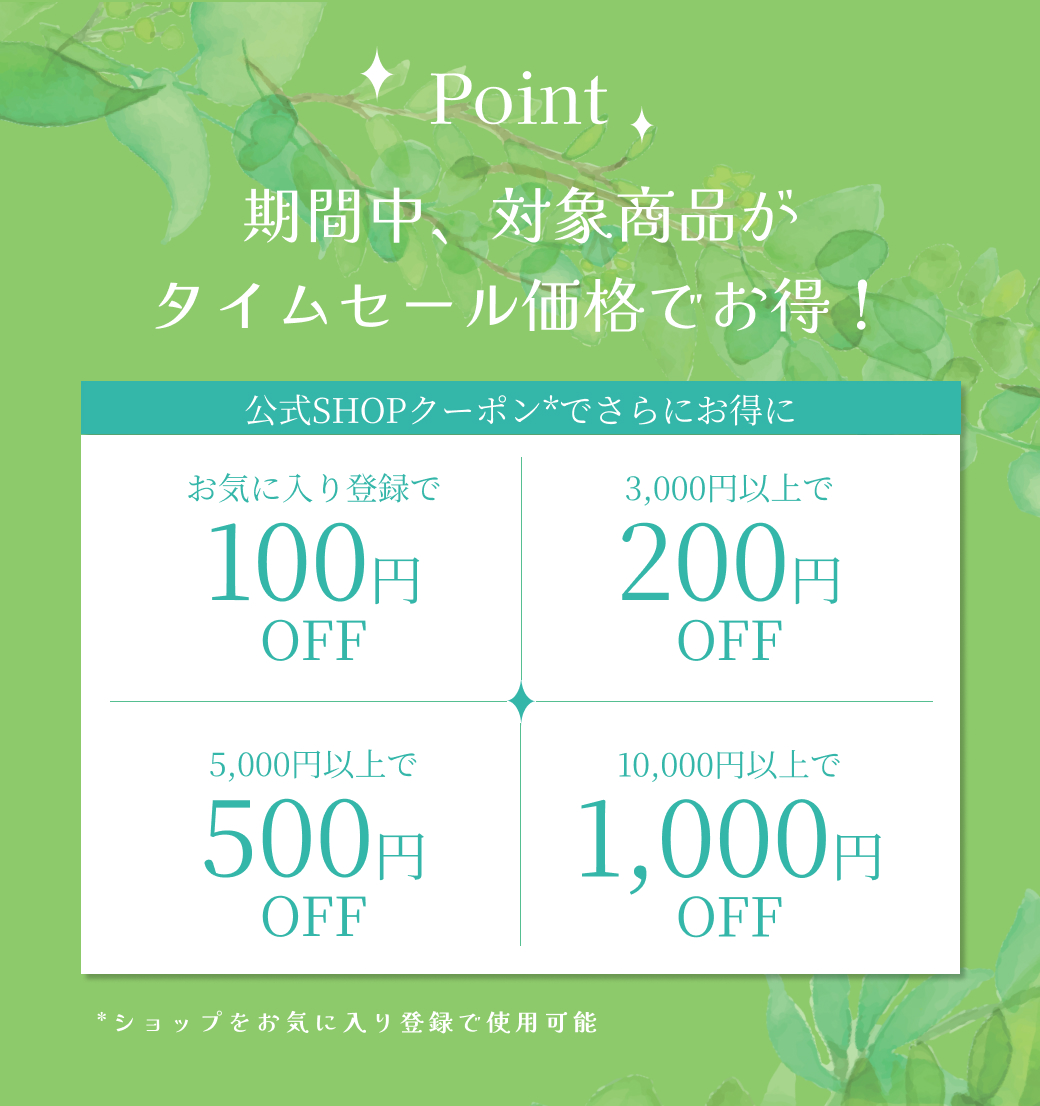 Point
期間中、対象商品が
タイムセール価格でお得！
公式SHOPクーポン*でさらにお得に
お気に入り登録で
100円
OFF
3,000円以上で
200円
OFF
5,000円以上で
500円
OFF
10,000円以上で
1,000円
OFF
*ショップをお気に入り登録で使用可能